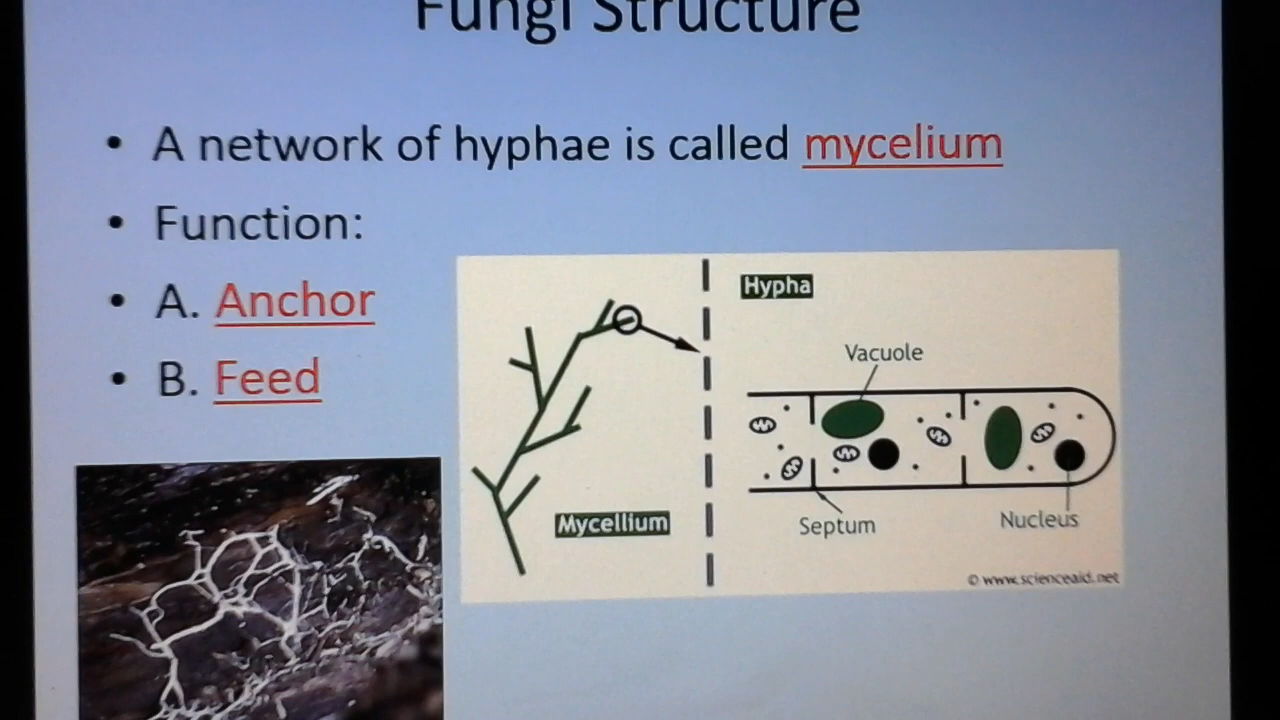 Fungi Structure
• A network of hyphae is called mycelium
• Function:
• A. Anchor
• B. Feed
Hypha
Vacuole
Mycellium
Septum
Nucleus
© www.scienceaid.net